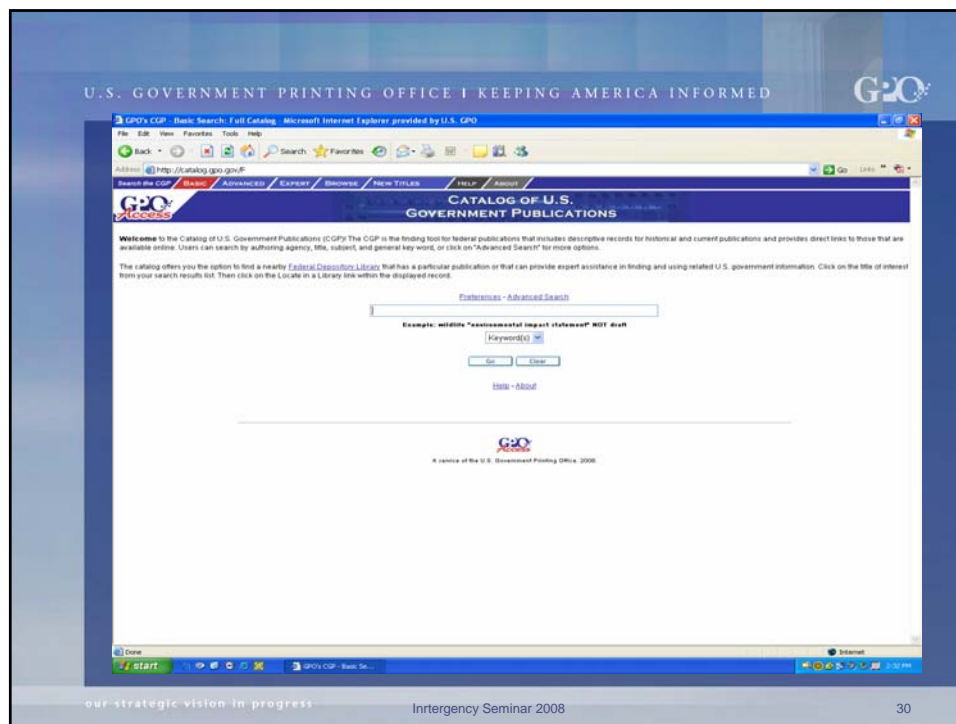 U.S. GOVERNMENT PRINTING OFFICE | KEEPING AMERICA INFORMED
GPO
GPO's CGP - Basic Search: Full Catalog - Microsoft Internet Explorer provided by U.S. GPO
File Edit View Favorites Tools Help
Back Search Favorites
Address http://catalog.gpo.gov/F Go Links
Search the CGP BASIC ADVANCED EXPERT BROWSE NEW TITLES HELP ABOUT
GPO Access
CATALOG OF U.S.
GOVERNMENT PUBLICATIONS
Welcome to the Catalog of U.S. Government Publications (CGP)! The CGP is the finding tool for federal publications that includes descriptive records for historical and current publications and provides direct links to those that are
available online. Users can search by authoring agency, title, subject, and general key word, or click on "Advanced Search" for more options.
The catalog offers you the option to find a nearby Federal Depository Library that has a particular publication or that can provide expert assistance in finding and using related U.S. government information. Click on the title of interest
from your search results list. Then click on the Locate in a Library link within the displayed record.
Preferences - Advanced Search
Example: wildlife "environmental impact statement" NOT draft
Keyword(s)
Go Clear
Help - About
GPO Access
A service of the U.S. Government Printing Office. 2008.
Done Internet
start GPO's CGP - Basic Se... 2:32 PM
our strategic vision in progress
Inrtergency Seminar 2008
30